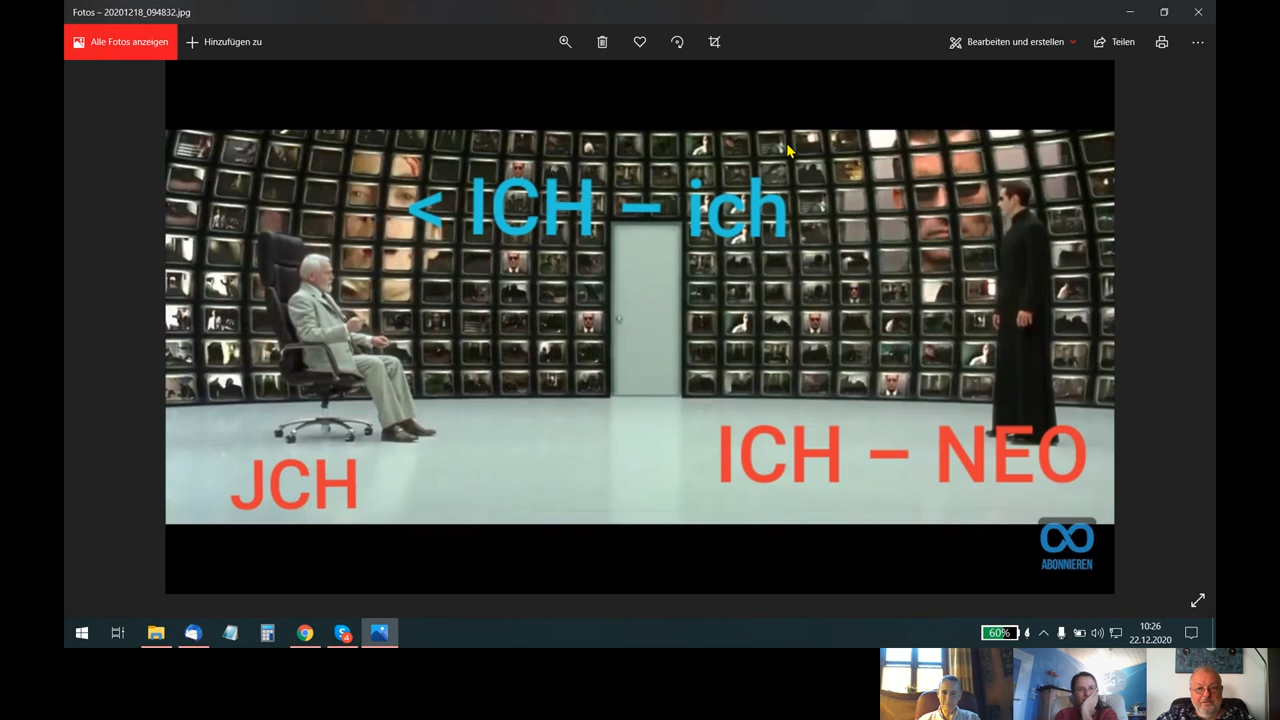 Fotos – 20201218_094832.jpg
Alle Fotos anzeigen
Hinzufügen zu
Bearbeiten und erstellen
Teilen
< ICH – ich
JCH
ICH – NEO
ABONNIEREN
4
60%
10:26
22.12.2020